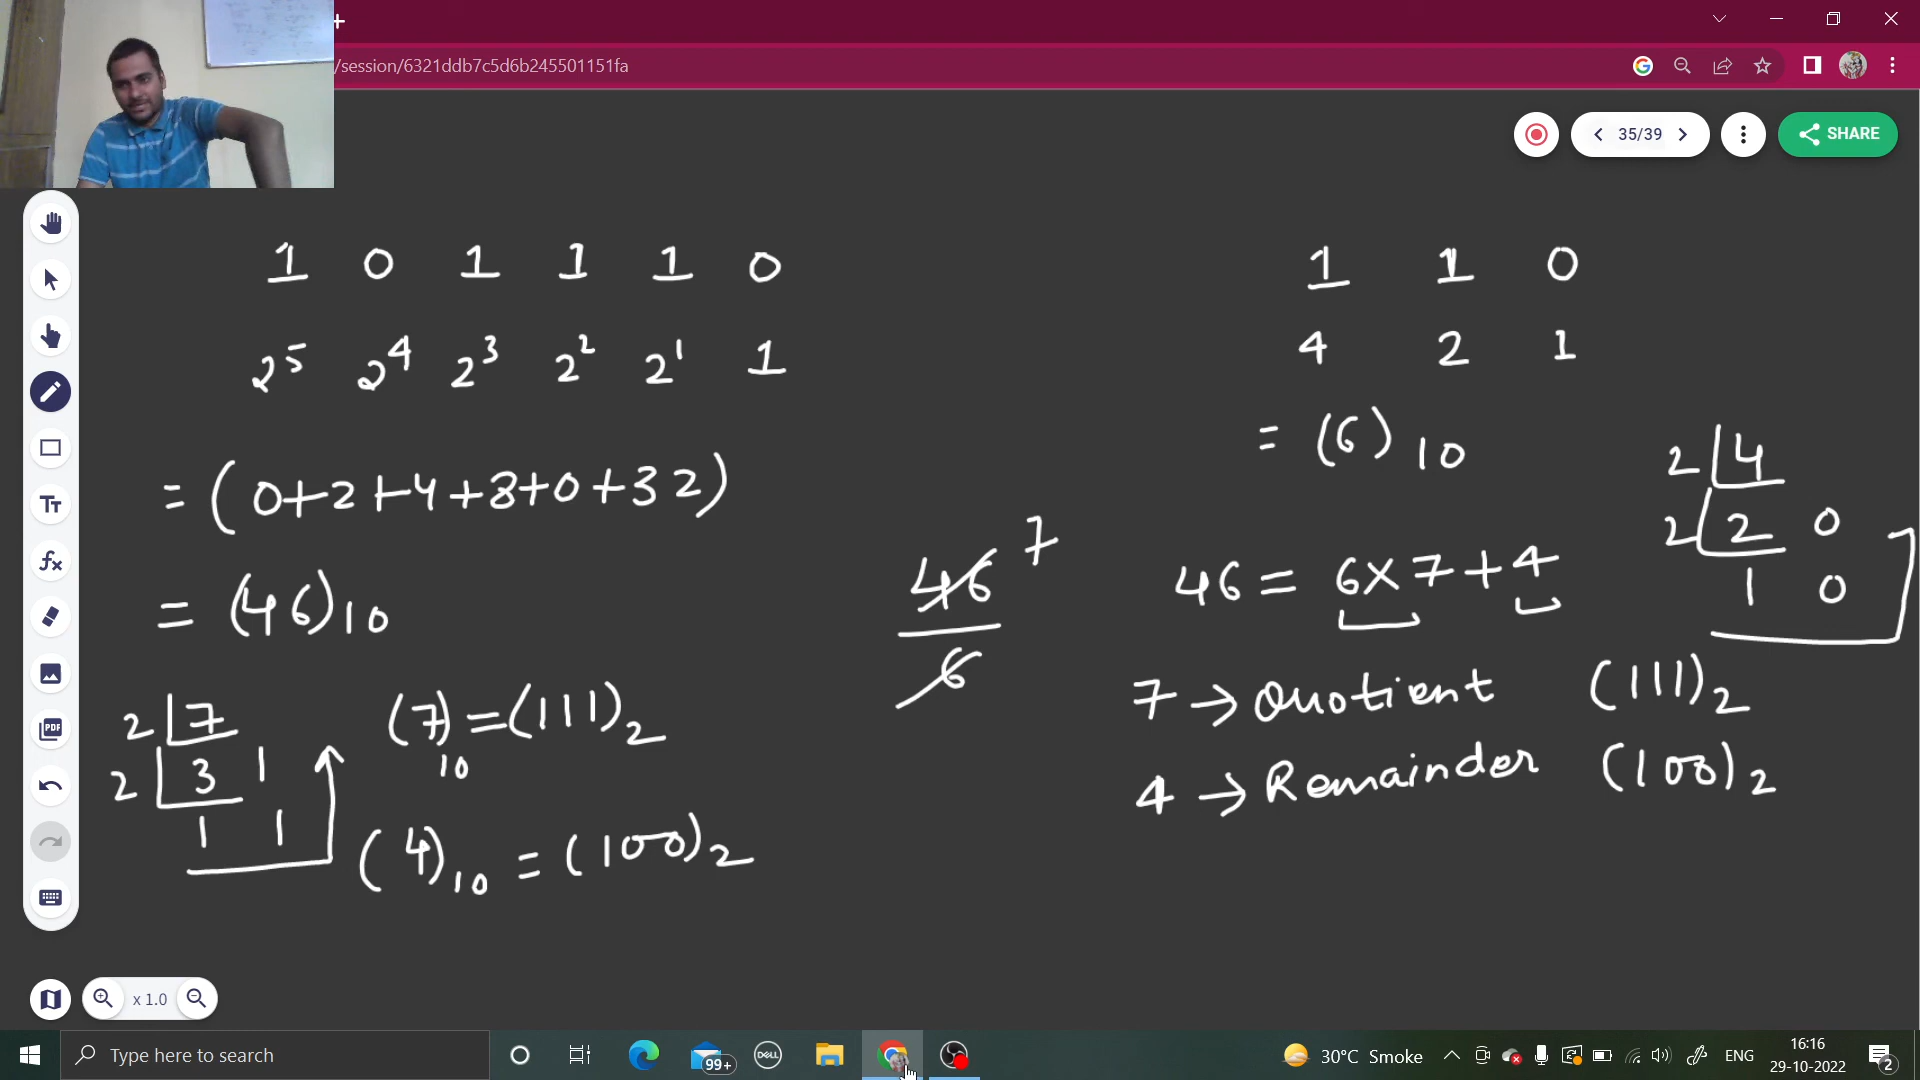 /session/6321ddb7c5d6b245501151fa
35/39
SHARE
1 0 1 1 1 0
2⁵ 2⁴ 2³ 2² 2¹ 1
= (0+2+4+8+0+32)
= (46)₁₀
2 7
2 3 1
1 1
(7)₁₀ = (111)₂
(4)₁₀ = (100)₂
46 7
6
1 1 0
4 2 1
= (6)₁₀
2 4
2 2 0
1 0
46 = 6×7+4
7 → Quotient (111)₂
4 → Remainder (100)₂
Tт
fx
PDF
x 1.0
Type here to search
99+
DELL
30°C Smoke
ENG
16:16
29-10-2022
2